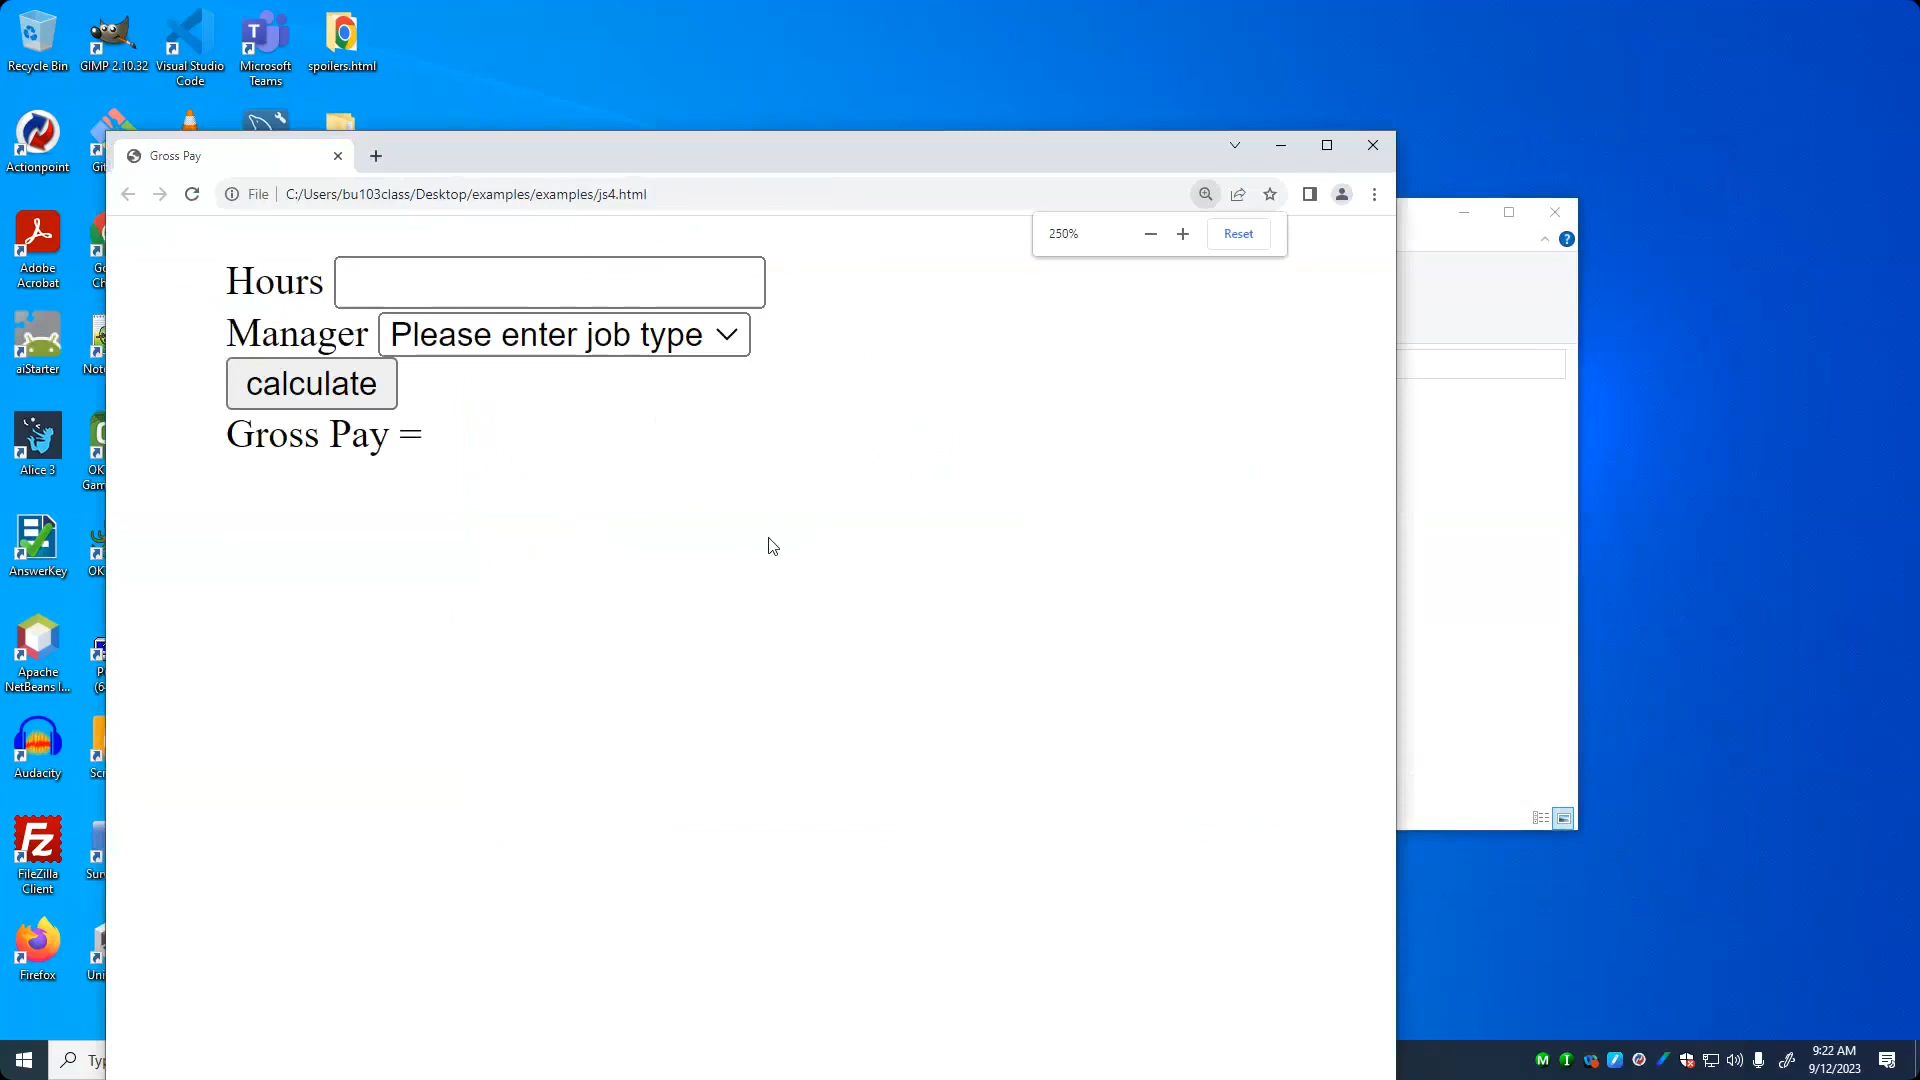 Recycle Bin
GIMP 2.10.32
Visual Studio
Code
Microsoft
Teams
spoilers.html
Actionpoint
Adobe
Acrobat
aiStarter
Alice 3
AnswerKey
Apache
NetBeans I...
Audacity
FileZilla
Client
Firefox
Gross Pay
File
C:/Users/bu103class/Desktop/examples/examples/js4.html
250%
Reset
Hours
Manager Please enter job type
calculate
Gross Pay =
9:22 AM
9/12/2023